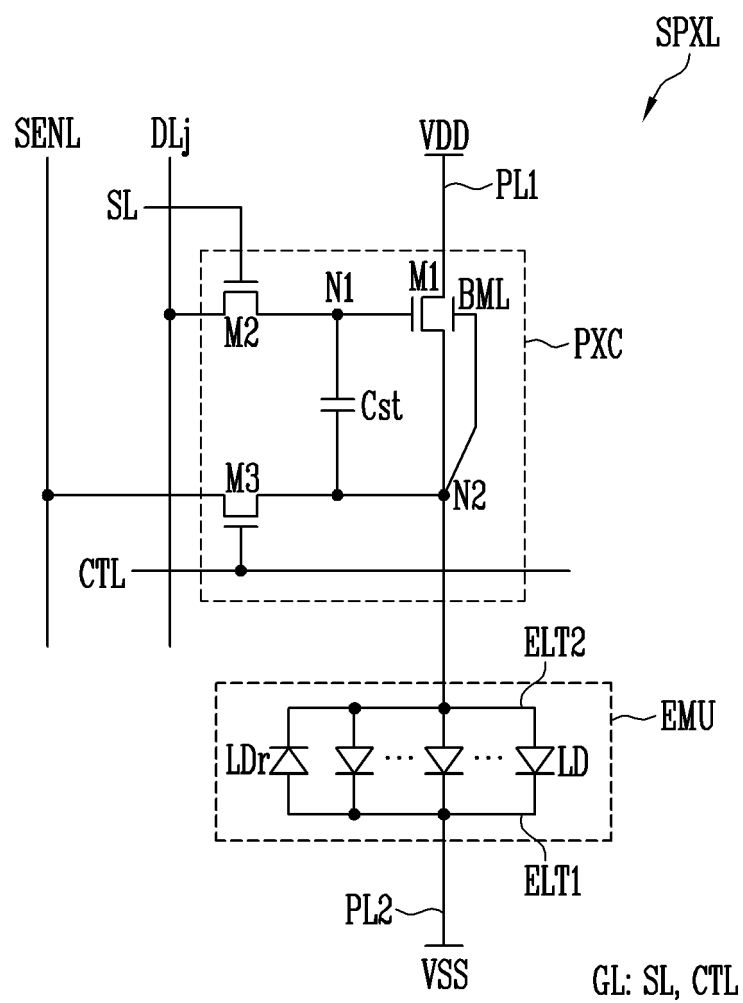 SPXL
SENL
DLj
VDD
PL1
SL
N1
M1
BML
M2
PXC
Cst
M3
N2
CTL
ELT2
EMU
LDr
LD
ELT1
PL2
VSS
GL: SL, CTL